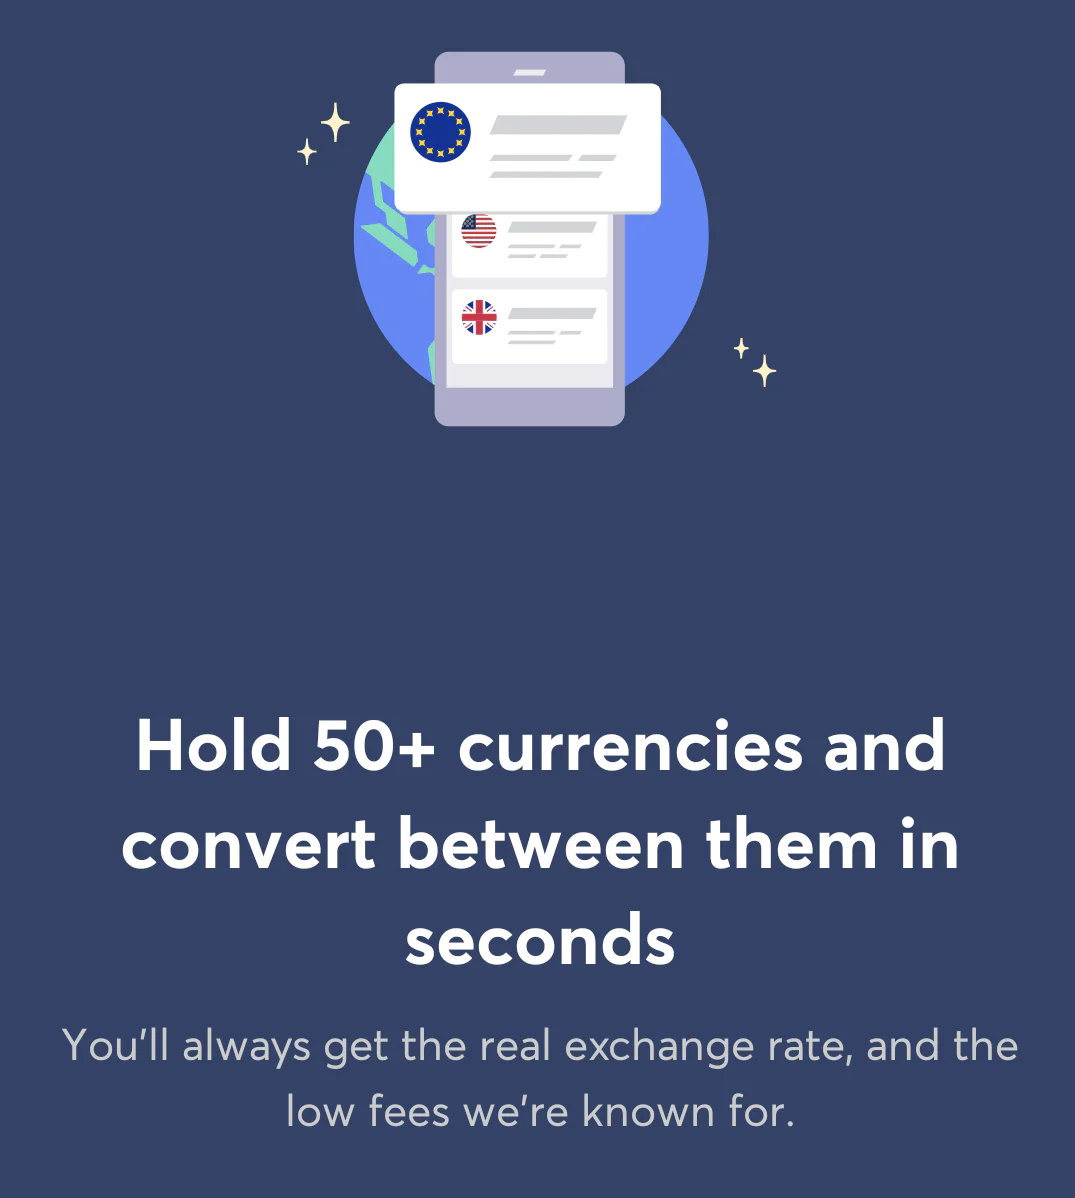 Hold 50+ currencies and
convert between them in
seconds
You'll always get the real exchange rate, and the
low fees we're known for.